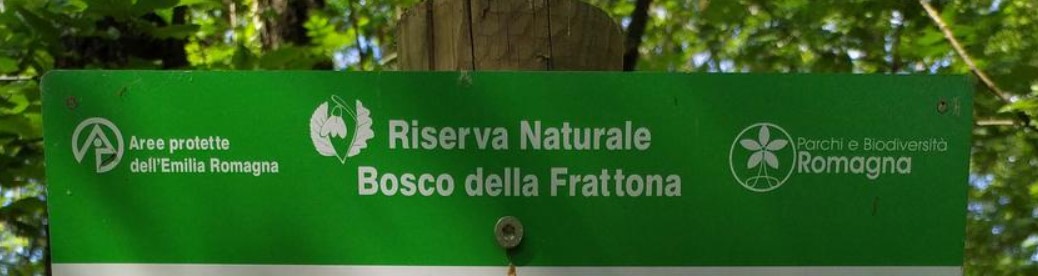 Aree protette
dell'Emilia Romagna
Riserva Naturale
Bosco della Frattona
Parchi e Biodiversità
Romagna